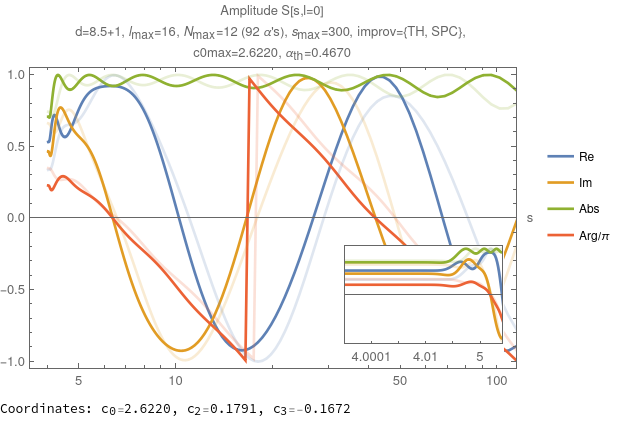 Amplitude S[s,l=0]
d=8.5+1, lmax=16, Nmax=12 (92 α's), smax=300, improv={TH, SPC},
c0max=2.6220, αth=0.4670
1.0
0.5
0.0
-0.5
-1.0
5 10 50 100
s
Re
Im
Abs
Arg/π
4.0001 4.01 5
Coordinates: c0=2.6220, c2=0.1791, c3=-0.1672